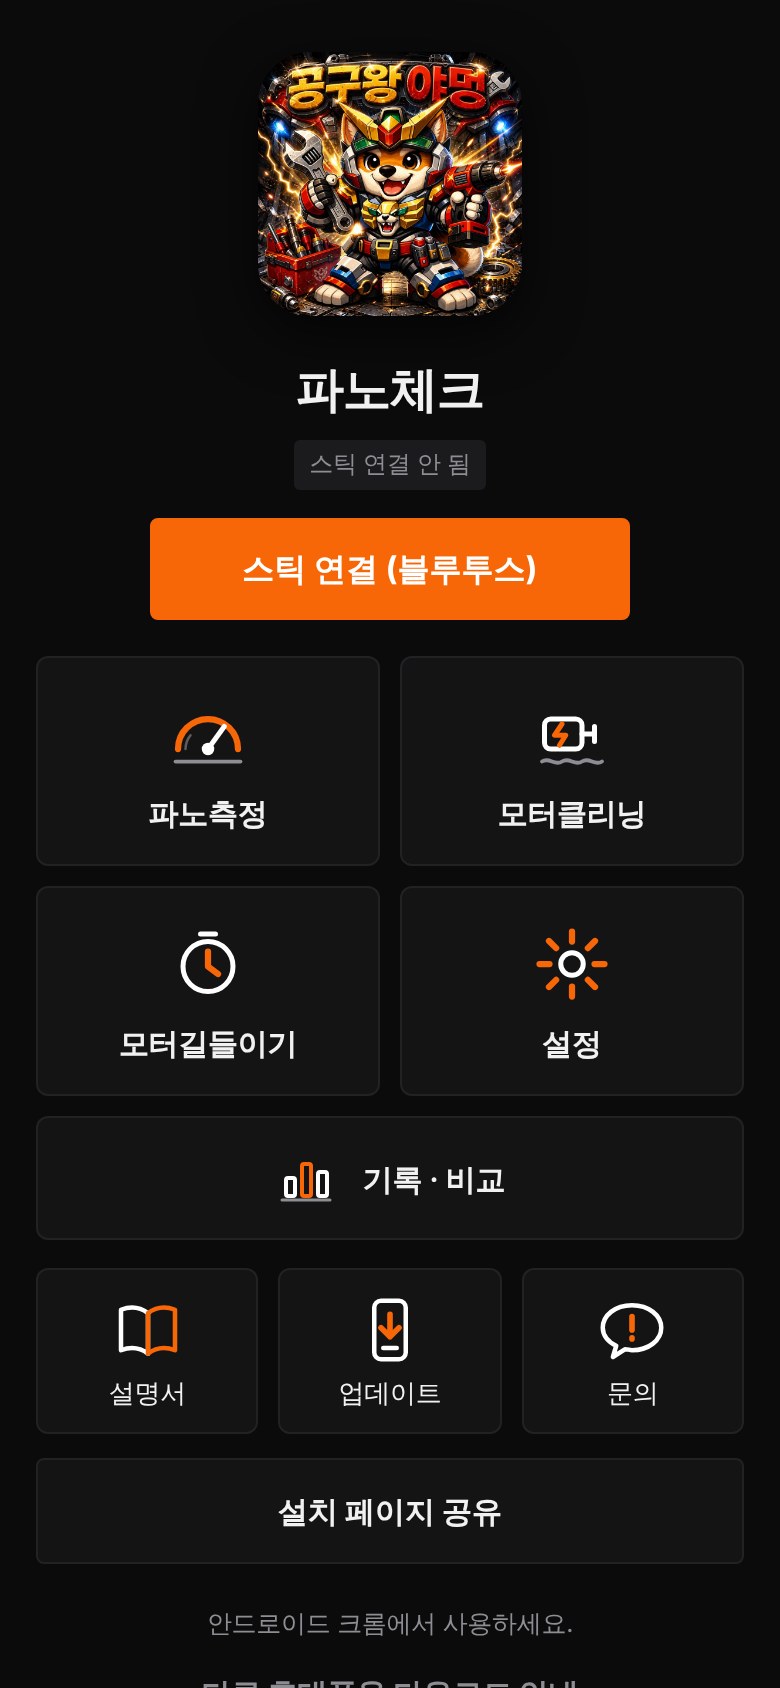 공구왕 야멍
파노체크
스틱 연결 안 됨
스틱 연결 (블루투스)
파노측정
모터클리닝
모터길들이기
설정
기록 · 비교
설명서
업데이트
문의
설치 페이지 공유
안드로이드 크롬에서 사용하세요.